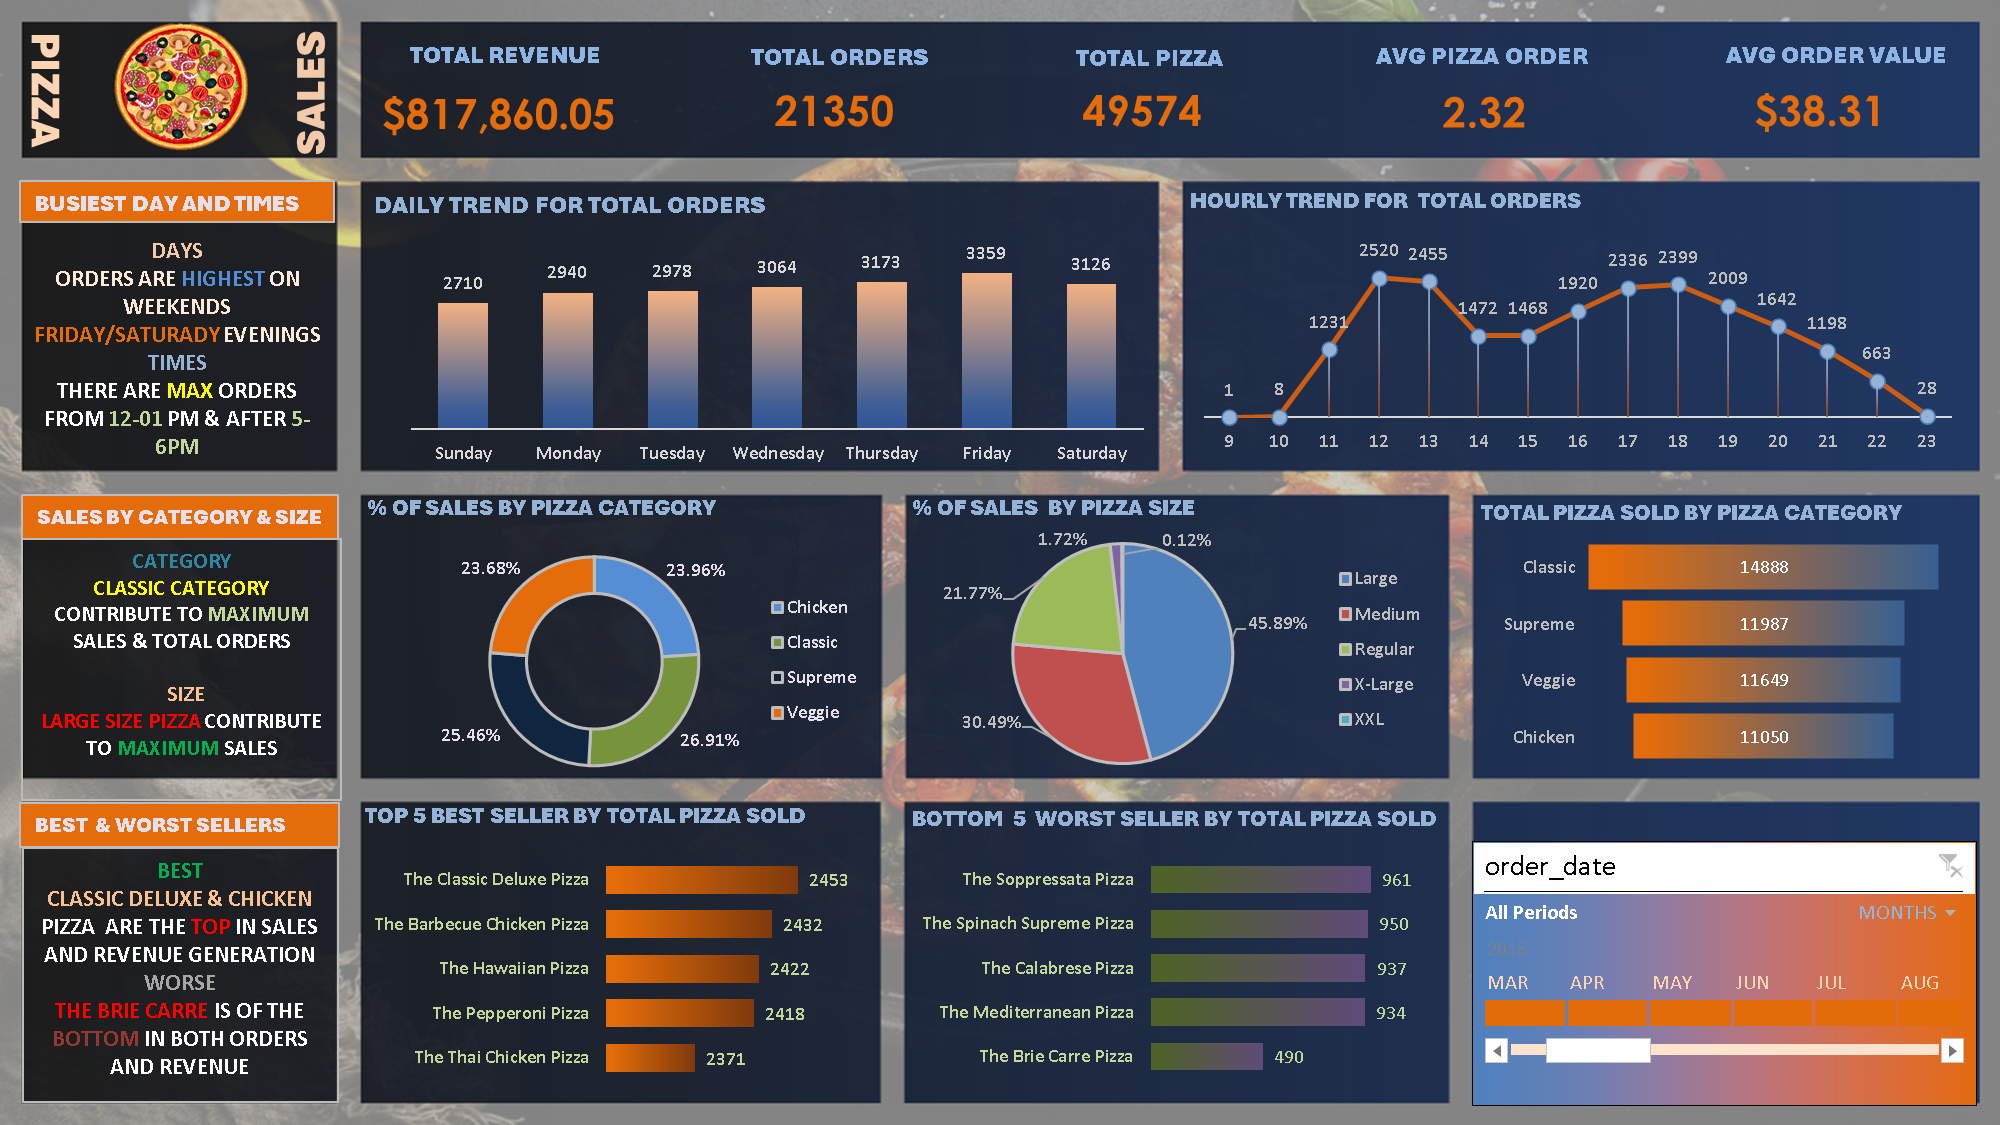 PIZZA
SALES
TOTAL REVENUE
$817,860.05
TOTAL ORDERS
21350
TOTAL PIZZA
49574
AVG PIZZA ORDER
2.32
AVG ORDER VALUE
$38.31
BUSIEST DAY AND TIMES
DAYS
ORDERS ARE HIGHEST ON
WEEKENDS
FRIDAY/SATURADY EVENINGS
TIMES
THERE ARE MAX ORDERS
FROM 12-01 PM & AFTER 5-
6PM
DAILY TREND FOR TOTAL ORDERS
2710 2940 2978 3064 3173 3359 3126
Sunday Monday Tuesday Wednesday Thursday Friday Saturday
HOURLY TREND FOR TOTAL ORDERS
1 8 1231 2520 2455 1472 1468 1920 2336 2399 2009 1642 1198 663 28
9 10 11 12 13 14 15 16 17 18 19 20 21 22 23
SALES BY CATEGORY & SIZE
CATEGORY
CLASSIC CATEGORY
CONTRIBUTE TO MAXIMUM
SALES & TOTAL ORDERS
SIZE
LARGE SIZE PIZZA CONTRIBUTE
TO MAXIMUM SALES
% OF SALES BY PIZZA CATEGORY
23.68%
23.96%
25.46%
26.91%
Chicken
Classic
Supreme
Veggie
% OF SALES BY PIZZA SIZE
1.72%
0.12%
21.77%
45.89%
30.49%
Large
Medium
Regular
X-Large
XXL
TOTAL PIZZA SOLD BY PIZZA CATEGORY
Classic 14888
Supreme 11987
Veggie 11649
Chicken 11050
BEST & WORST SELLERS
BEST
CLASSIC DELUXE & CHICKEN
PIZZA ARE THE TOP IN SALES
AND REVENUE GENERATION
WORSE
THE BRIE CARRE IS OF THE
BOTTOM IN BOTH ORDERS
AND REVENUE
TOP 5 BEST SELLER BY TOTAL PIZZA SOLD
The Classic Deluxe Pizza 2453
The Barbecue Chicken Pizza 2432
The Hawaiian Pizza 2422
The Pepperoni Pizza 2418
The Thai Chicken Pizza 2371
BOTTOM 5 WORST SELLER BY TOTAL PIZZA SOLD
The Soppressata Pizza 961
The Spinach Supreme Pizza 950
The Calabrese Pizza 937
The Mediterranean Pizza 934
The Brie Carre Pizza 490
order_date
All Periods MONTHS
2015
MAR APR MAY JUN JUL AUG